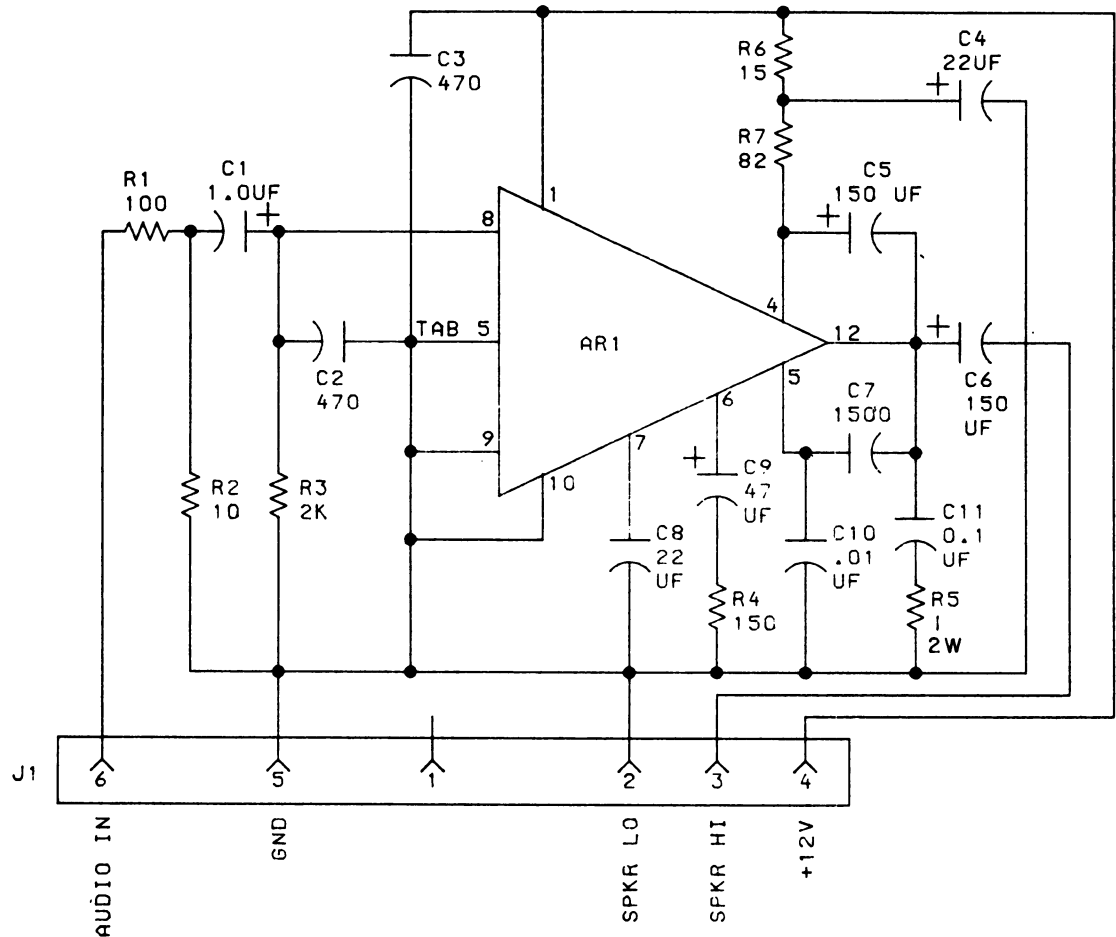 C3
470
R6
15
C4
22UF
+
R7
82
R1
100
C1
1.0UF
+
C5
150 UF
+
1
8
4
TAB 5
AR1
12
+
C2
470
5
C7
1500
C6
150
UF
6
9
7
+
10
R2
10
R3
2K
C9
47
UF
C8
22
UF
C10
.01
UF
C11
0.1
UF
R4
150
R5
1
2W
J1
6
5
1
2
3
4
AUDIO IN
GND
SPKR LO
SPKR HI
+12V